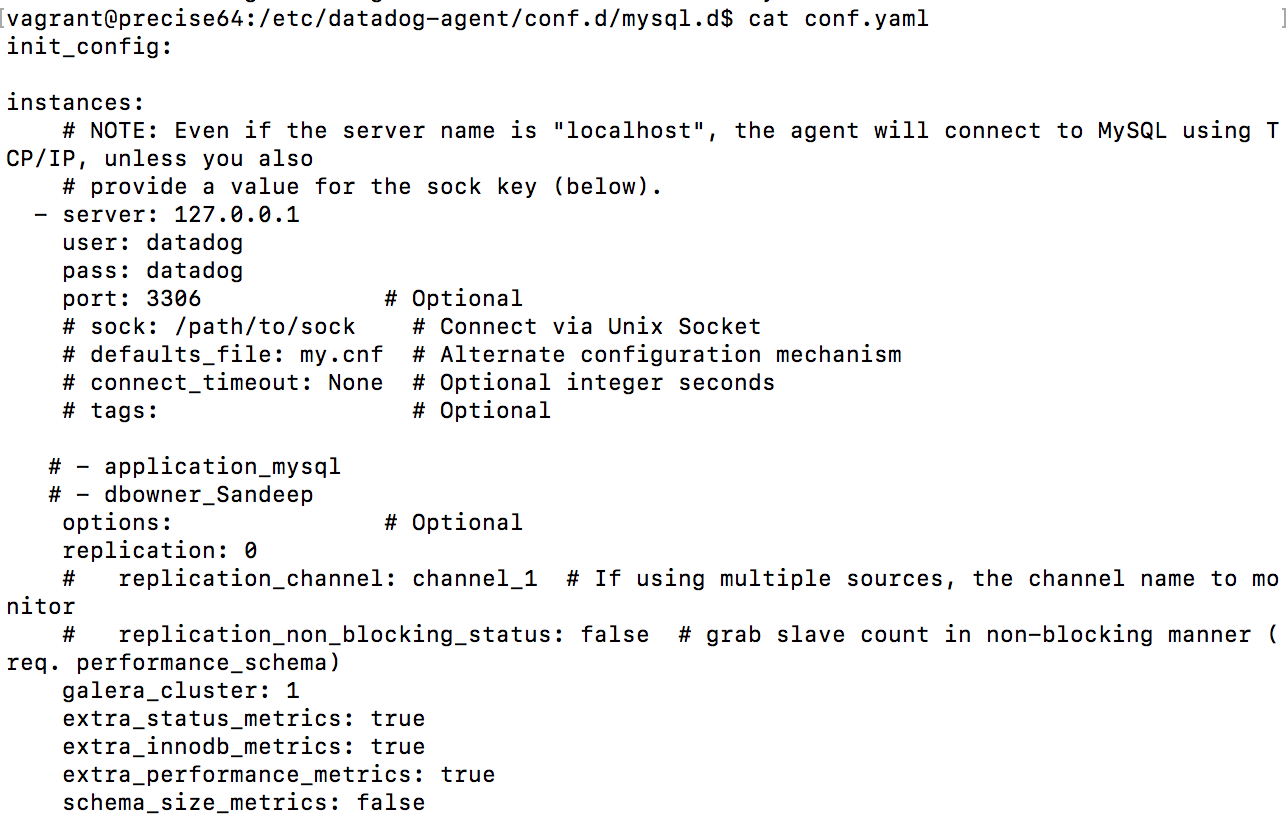 [vagrant@precise64:/etc/datadog-agent/conf.d/mysql.d$ cat conf.yaml ]
init_config:

instances:
    # NOTE: Even if the server name is "localhost", the agent will connect to MySQL using T
CP/IP, unless you also
    # provide a value for the sock key (below).
  - server: 127.0.0.1
    user: datadog
    pass: datadog
    port: 3306             # Optional
    # sock: /path/to/sock    # Connect via Unix Socket
    # defaults_file: my.cnf  # Alternate configuration mechanism
    # connect_timeout: None  # Optional integer seconds
    # tags:                  # Optional

   # - application_mysql
   # - dbowner_Sandeep
    options:               # Optional
    replication: 0
    #   replication_channel: channel_1  # If using multiple sources, the channel name to mo
nitor
    #   replication_non_blocking_status: false  # grab slave count in non-blocking manner (
req. performance_schema)
    galera_cluster: 1
    extra_status_metrics: true
    extra_innodb_metrics: true
    extra_performance_metrics: true
    schema_size_metrics: false